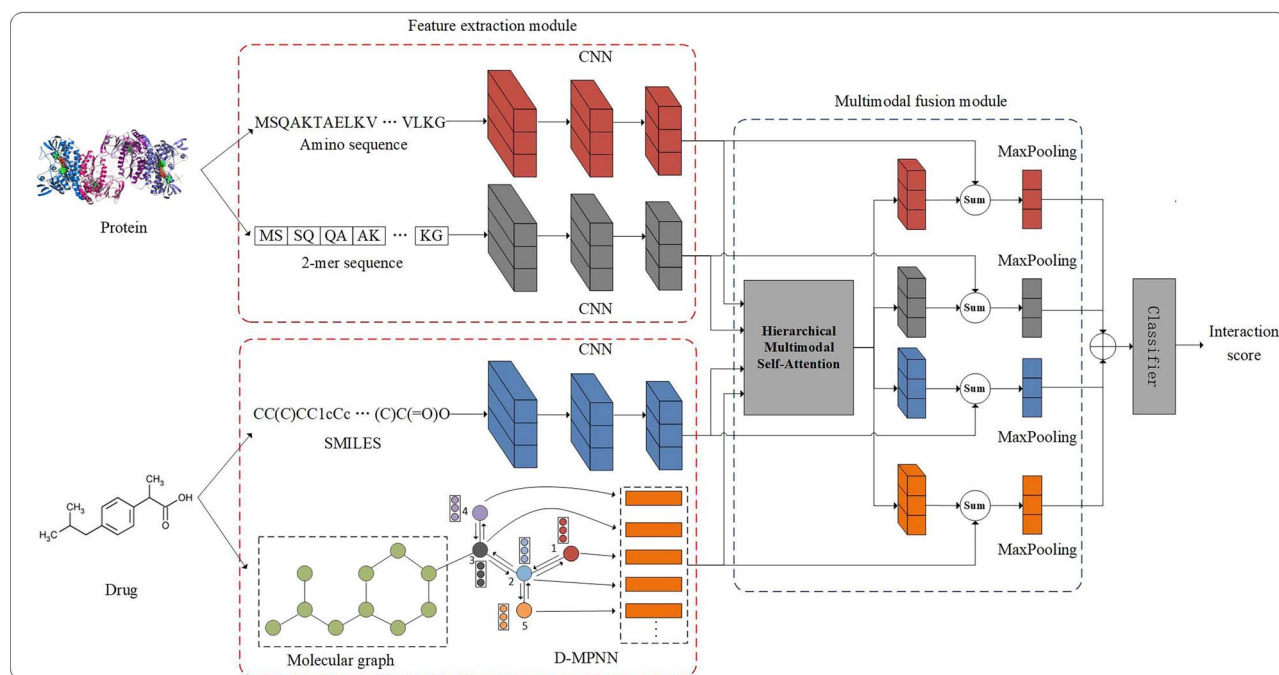 Feature extraction module
CNN
MSQAKTAELKV ··· VLKG
Amino sequence
Protein
MS SQ QA AK ··· KG
2-mer sequence
CNN
CNN
CC(C)CC1cCc ··· (C)C(=O)O
SMILES
CH₃
OH
O
CH₃
H₃C
Drug
4
3
2
1
5
Molecular graph
D-MPNN
Multimodal fusion module
Hierarchical
Multimodal
Self-Attention
MaxPooling
Sum
MaxPooling
Sum
Sum
MaxPooling
Sum
MaxPooling
Classifier
Interaction
score